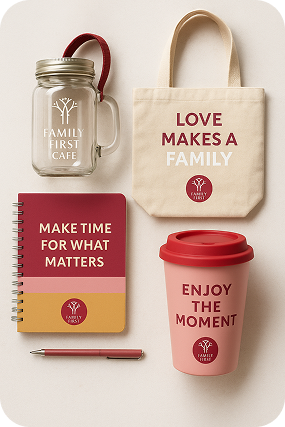 FAMILY
FIRST
CAFE
LOVE
MAKES A
FAMILY
FAMILY
FIRST
MAKE TIME
FOR WHAT
MATTERS
FAMILY
FIRST
ENJOY
THE
MOMENT
FAMILY
FIRST